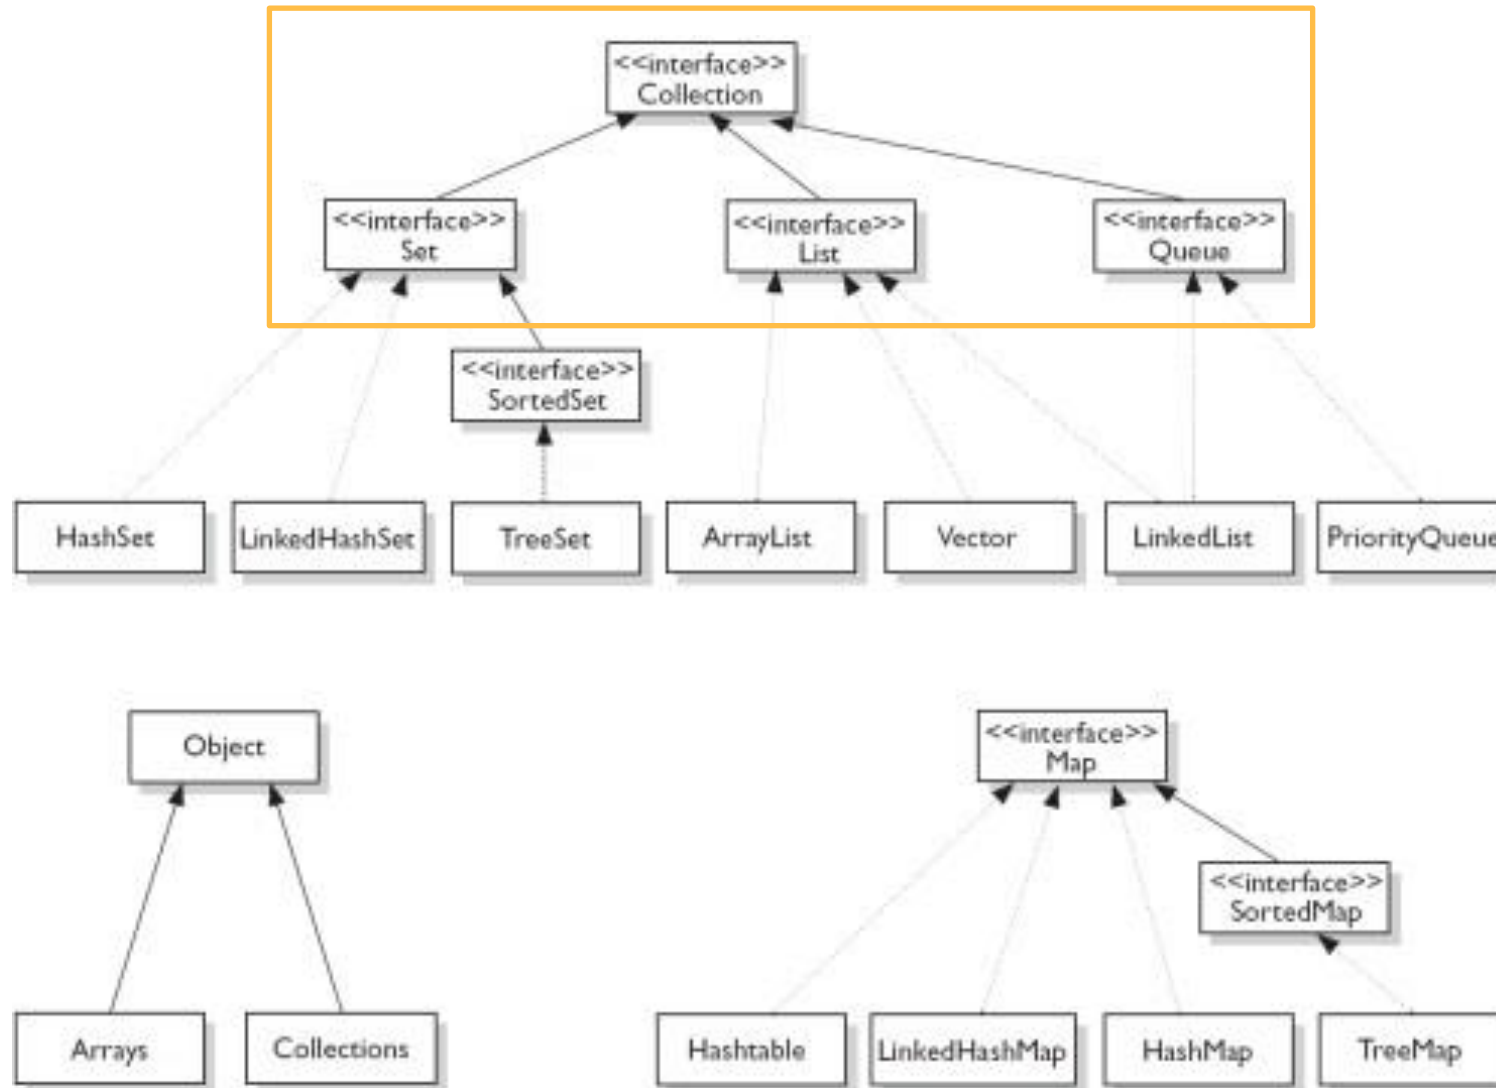 <<interface>>
Collection
<<interface>>
Set
<<interface>>
List
<<interface>>
Queue
<<interface>>
SortedSet
HashSet
LinkedHashSet
TreeSet
ArrayList
Vector
LinkedList
PriorityQueue
Object
<<interface>>
Map
<<interface>>
SortedMap
Arrays
Collections
Hashtable
LinkedHashMap
HashMap
TreeMap